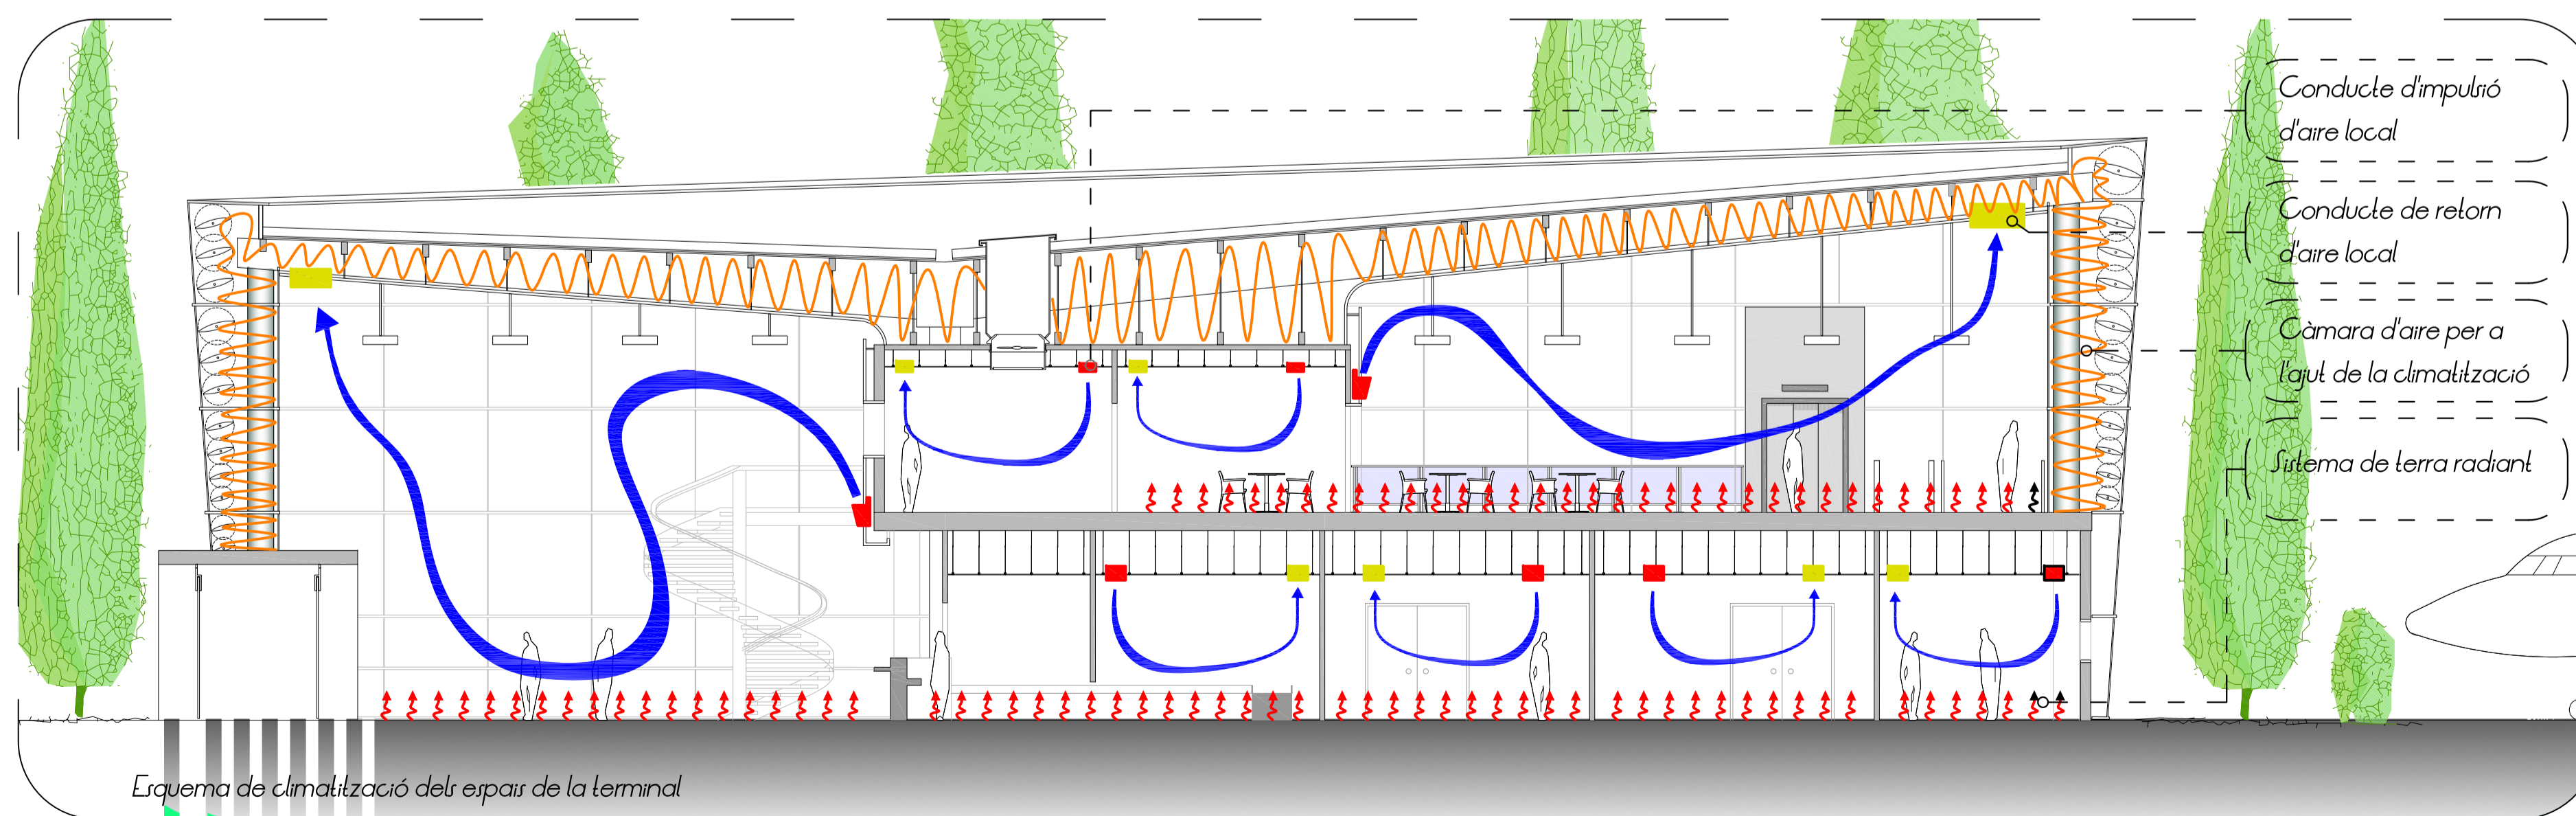 Conducte d'impulsió
d'aire local
Conducte de retorn
d'aire local
Càmara d'aire per a
l'ajut de la climatització
Sistema de terra radiant
Esquema de climatització dels espais de la terminal